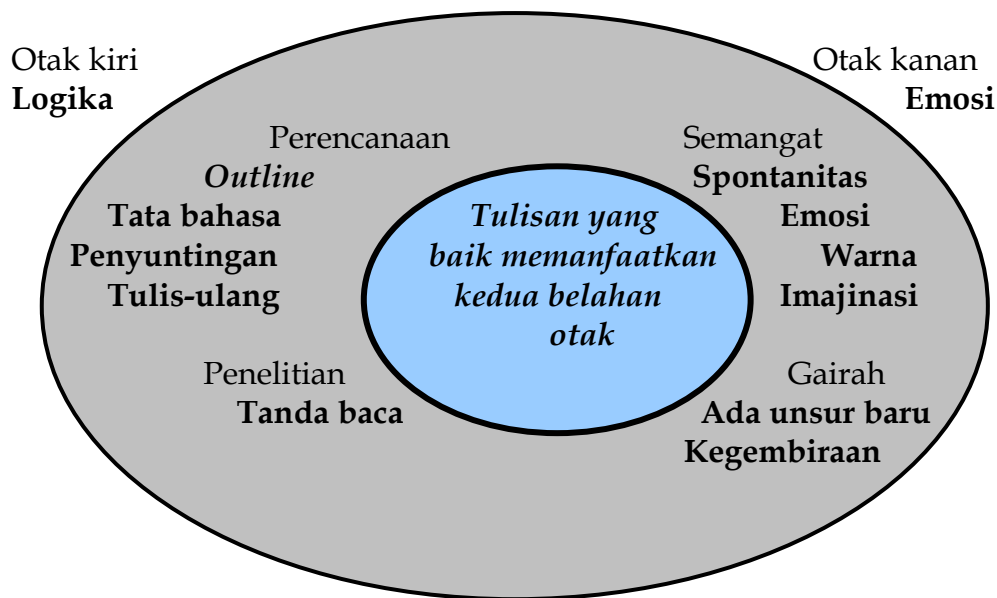 Otak kiri
Logika
Otak kanan
Emosi
Perencanaan
Outline
Tata bahasa
Penyuntingan
Tulis-ulang
Penelitian
Tanda baca
Tulisan yang
baik memanfaatkan
kedua belahan
otak
Semangat
Spontanitas
Emosi
Warna
Imajinasi
Gairah
Ada unsur baru
Kegembiraan